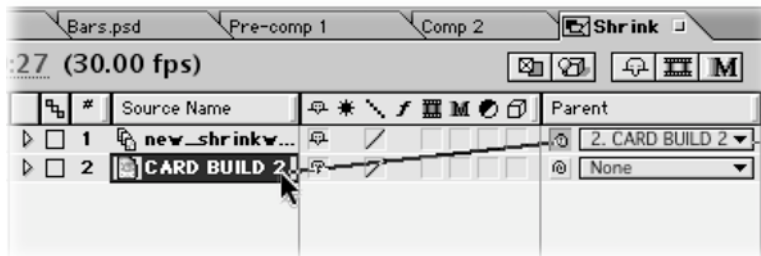 Bars.psd Pre-comp 1 Comp 2 Shrink
:27 (30.00 fps) M
# Source Name f M Parent
1 new_shrinkw... 2. CARD BUILD 2
2 CARD BUILD 2 None